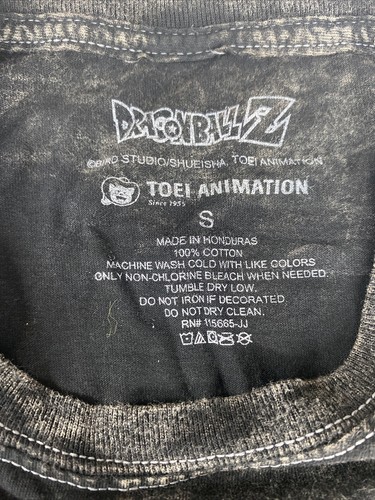 DRAGONBALL Z
©BIRD STUDIO/SHUEISHA, TOEI ANIMATION
TOEI ANIMATION
Since 1956
S
MADE IN HONDURAS
100% COTTON
MACHINE WASH COLD WITH LIKE COLORS
ONLY NON-CHLORINE BLEACH WHEN NEEDED.
TUMBLE DRY LOW.
DO NOT IRON IF DECORATED.
DO NOT DRY CLEAN.
RN# 115665-JJ